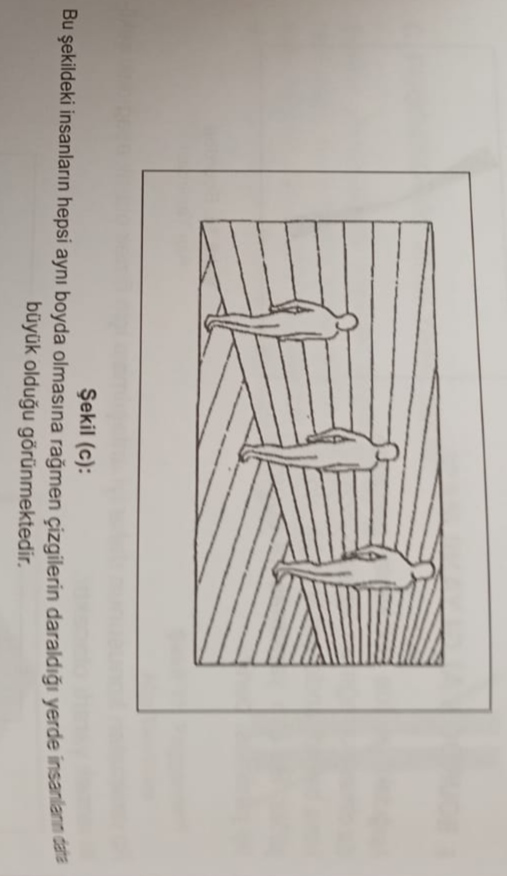 Şekil (c):
Bu şekildeki insanların hepsi aynı boyda olmasına rağmen çizgilerin daraldığı yerde insanların daha
büyük olduğu görünmektedir.